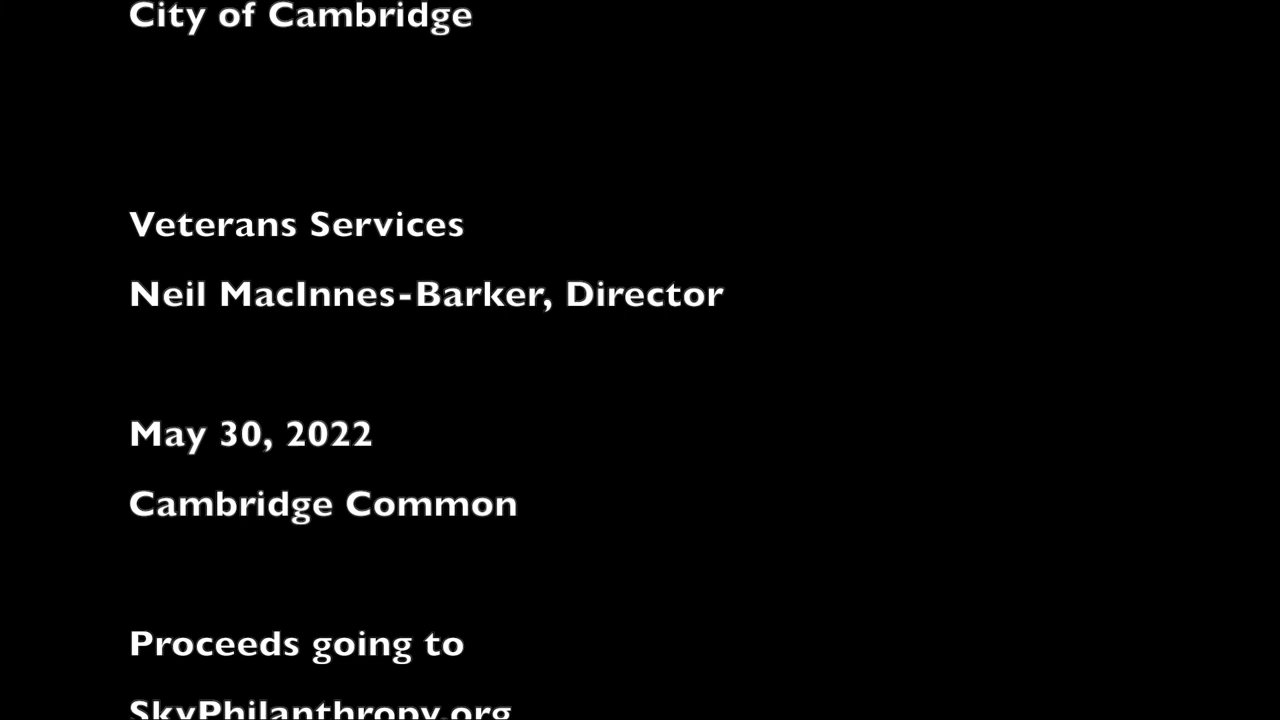 City of Cambridge
Veterans Services
Neil MacInnes-Barker, Director
May 30, 2022
Cambridge Common
Proceeds going to
SkyPhilanthropy.org